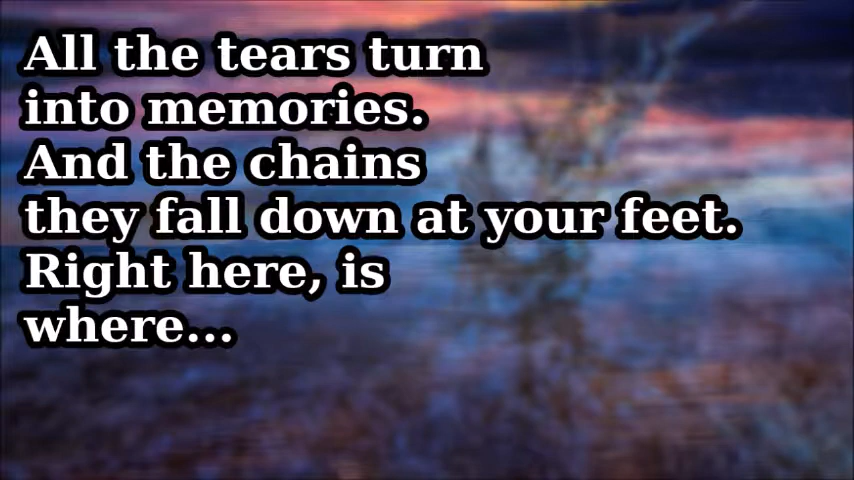 All the tears turn
into memories.
And the chains
they fall down at your feet.
Right here, is
where...